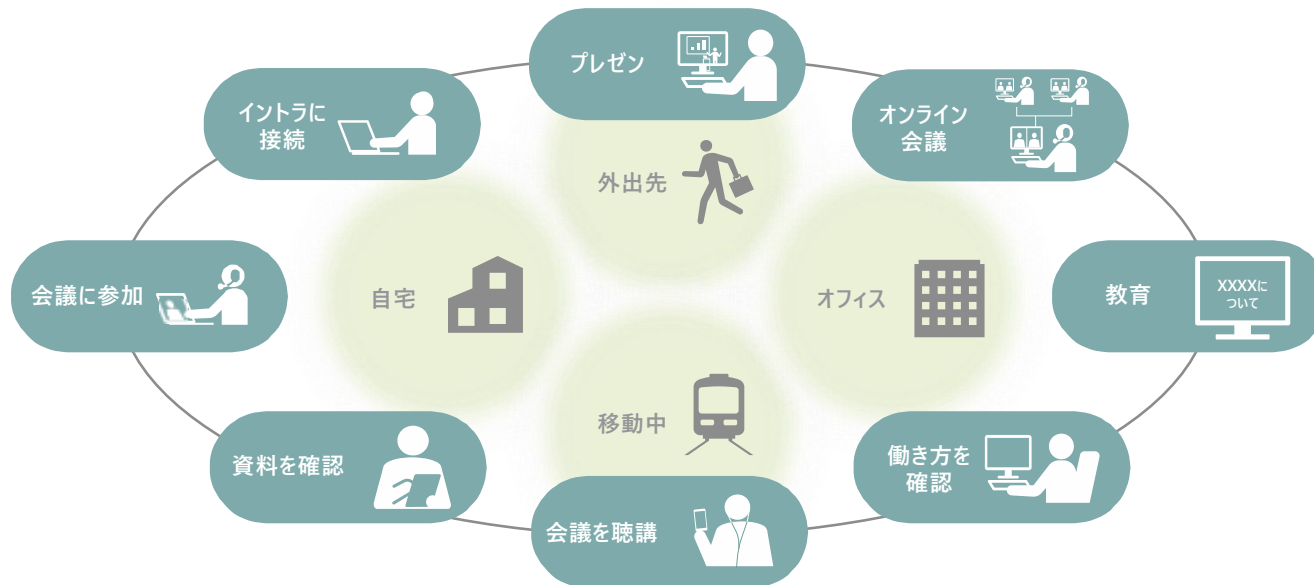 プレゼン
イントラに
接続
オンライン
会議
外出先
会議に参加
自宅
オフィス
教育
XXXXに
ついて
移動中
資料を確認
働き方を
確認
会議を聴講